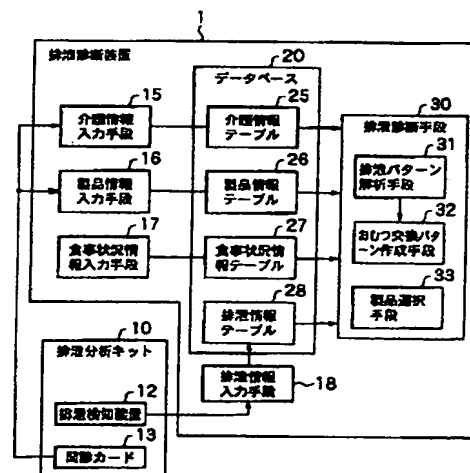 1
排泄診断装置
20
データベース
15
介護情報
入力手段
25
介護情報
テーブル
30
排泄診断手段
16
製品情報
入力手段
26
製品情報
テーブル
31
排泄パターン
解析手段
17
食事状況情
報入力手段
27
食事状況情
報テーブル
32
おむつ交換パタ
ーン作成手段
28
排泄情報
テーブル
33
製品選択
手段
10
排泄分析キット
12
排泄検知装置
13
問診カード
排泄情報
入力手段
18